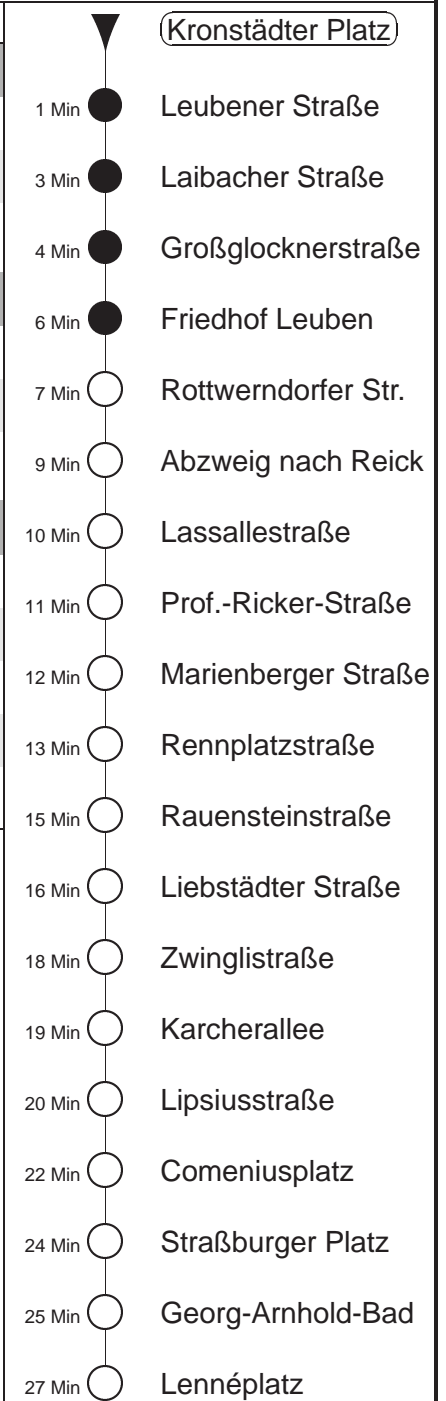 Kronstädter Platz
1 Min Leubener Straße
3 Min Laibacher Straße
4 Min Großglocknerstraße
6 Min Friedhof Leuben
7 Min Rottwerndorfer Str.
9 Min Abzweig nach Reick
10 Min Lassallestraße
11 Min Prof.-Ricker-Straße
12 Min Marienberger Straße
13 Min Rennplatzstraße
15 Min Rauensteinstraße
16 Min Liebstädter Straße
18 Min Zwinglistraße
19 Min Karcherallee
20 Min Lipsiusstraße
22 Min Comeniusplatz
24 Min Straßburger Platz
25 Min Georg-Arnhold-Bad
27 Min Lennéplatz